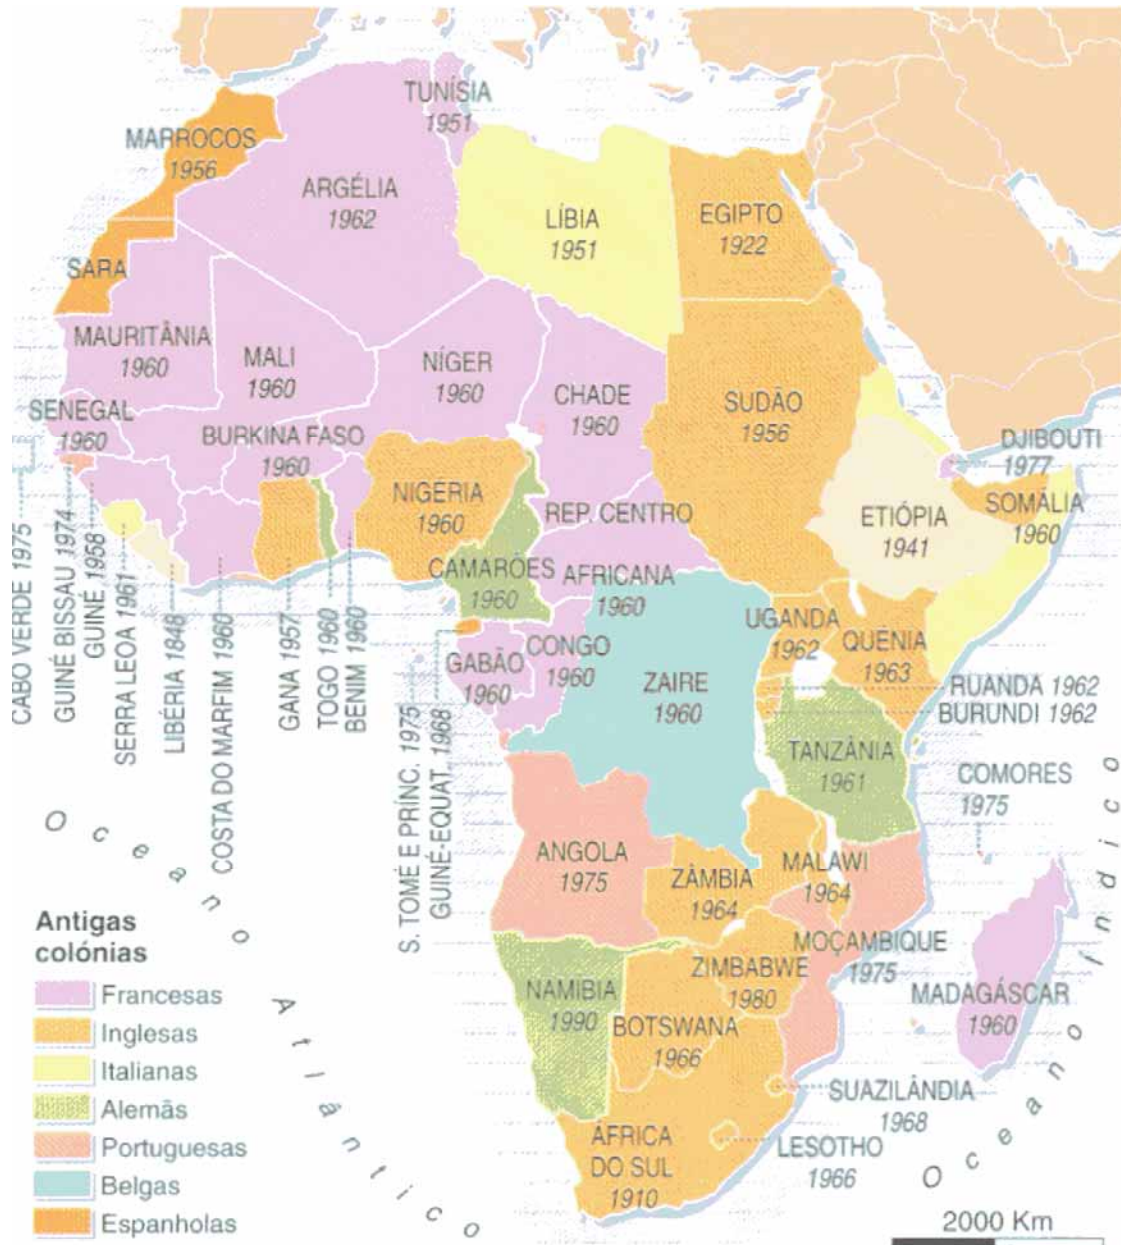 TUNÍSIA
1951
MARROCOS
1956
ARGÉLIA
1962
LÍBIA
1951
EGIPTO
1922
SARA
MAURITÂNIA
1960
MALI
1960
NÍGER
1960
CHADE
1960
SUDÃO
1956
SENEGAL
1960
BURKINA FASO
1960
DJIBOUTI
1977
NIGÉRIA
1960
REP. CENTRO
AFRICANA
1960
ETIÓPIA
1941
SOMÁLIA
1960
CAMARÕES
1960
CABO VERDE 1975
GUINÉ BISSAU 1974
GUINÉ 1958
SERRA LEOA 1961
LIBÉRIA 1848
COSTA DO MARFIM 1960
GANA 1957
TOGO 1960
BENIM 1960
S. TOMÉ E PRÍNC. 1975
GUINÉ-EQUAT. 1968
GABÃO
1960
CONGO
1960
ZAIRE
1960
UGANDA
1962
QUÉNIA
1963
RUANDA 1962
BURUNDI 1962
TANZÂNIA
1961
COMORES
1975
ANGOLA
1975
ZÂMBIA
1964
MALAWI
1964
MOÇAMBIQUE
1975
ZIMBABWE
1980
NAMÍBIA
1990
BOTSWANA
1966
MADAGÁSCAR
1960
SUAZILÂNDIA
1968
LESOTHO
1966
ÁFRICA
DO SUL
1910
Oceano Atlântico
Oceano Índico
Antigas
colónias
Francesas
Inglesas
Italianas
Alemãs
Portuguesas
Belgas
Espanholas
2000 Km